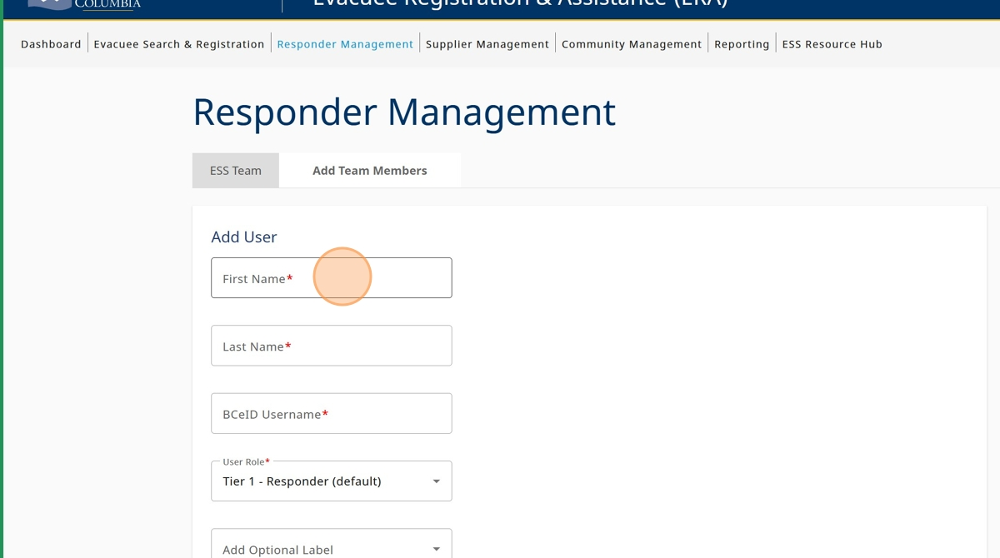 COLUMBIA
Evacuee Registration & Assistance (ERA)
Dashboard Evacuee Search & Registration Responder Management Supplier Management Community Management Reporting ESS Resource Hub
Responder Management
ESS Team Add Team Members
Add User
First Name*
Last Name*
BCeID Username*
User Role*
Tier 1 - Responder (default)
Add Optional Label